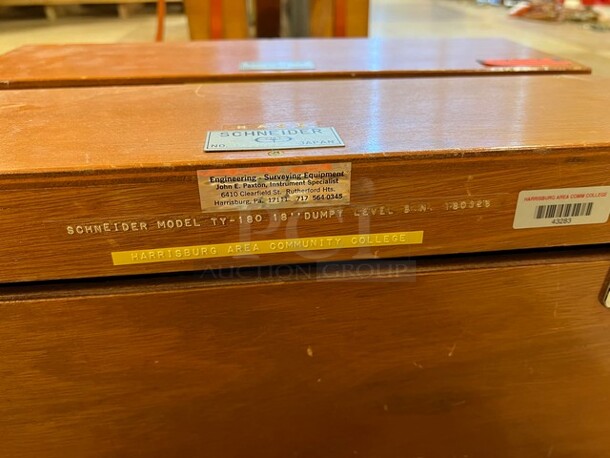 SCHNEIDER
NO. JAPAN
Engineering - Surveying Equipment
John E. Paxton, Instrument Specialist
6410 Clearfield St. Rutherford Hts.
Harrisburg, Pa. 17111 717 564-0345
SCHNEIDER MODEL TY-180 18" DUMPY LEVEL S.N.
HARRISBURG AREA COMMUNITY COLLEGE
HARRISBURG AREA COMM COLLEGE
43283
PCI
AUCTION GROUP